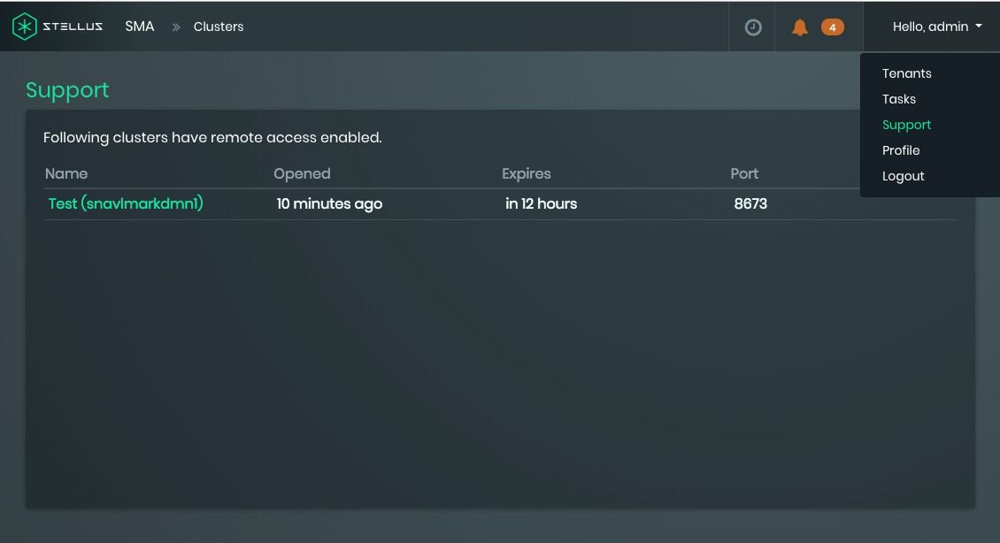 STELLUS SMA » Clusters 4 Hello, admin
Tenants
Tasks
Support
Profile
Logout
Support
Following clusters have remote access enabled.
Name Opened Expires Port
Test (snavlmarkdmn1) 10 minutes ago in 12 hours 8673